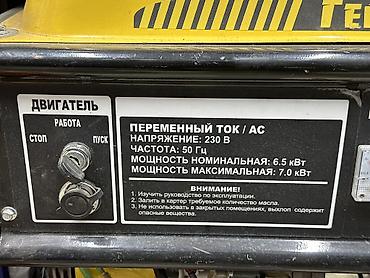 ДВИГАТЕЛЬ
РАБОТА
СТОП
ПУСК
ПЕРЕМЕННЫЙ ТОК / AC
НАПРЯЖЕНИЕ: 230 В
ЧАСТОТА: 50 Гц
МОЩНОСТЬ НОМИНАЛЬНАЯ: 6.5 кВт
МОЩНОСТЬ МАКСИМАЛЬНАЯ: 7.0 кВт
ВНИМАНИЕ:
1. Изучить руководство по эксплуатации.
2. Залить в картер требуемое количество масла.
3. Не использовать в закрытых помещениях, выхлоп содержит
опасные вещества.